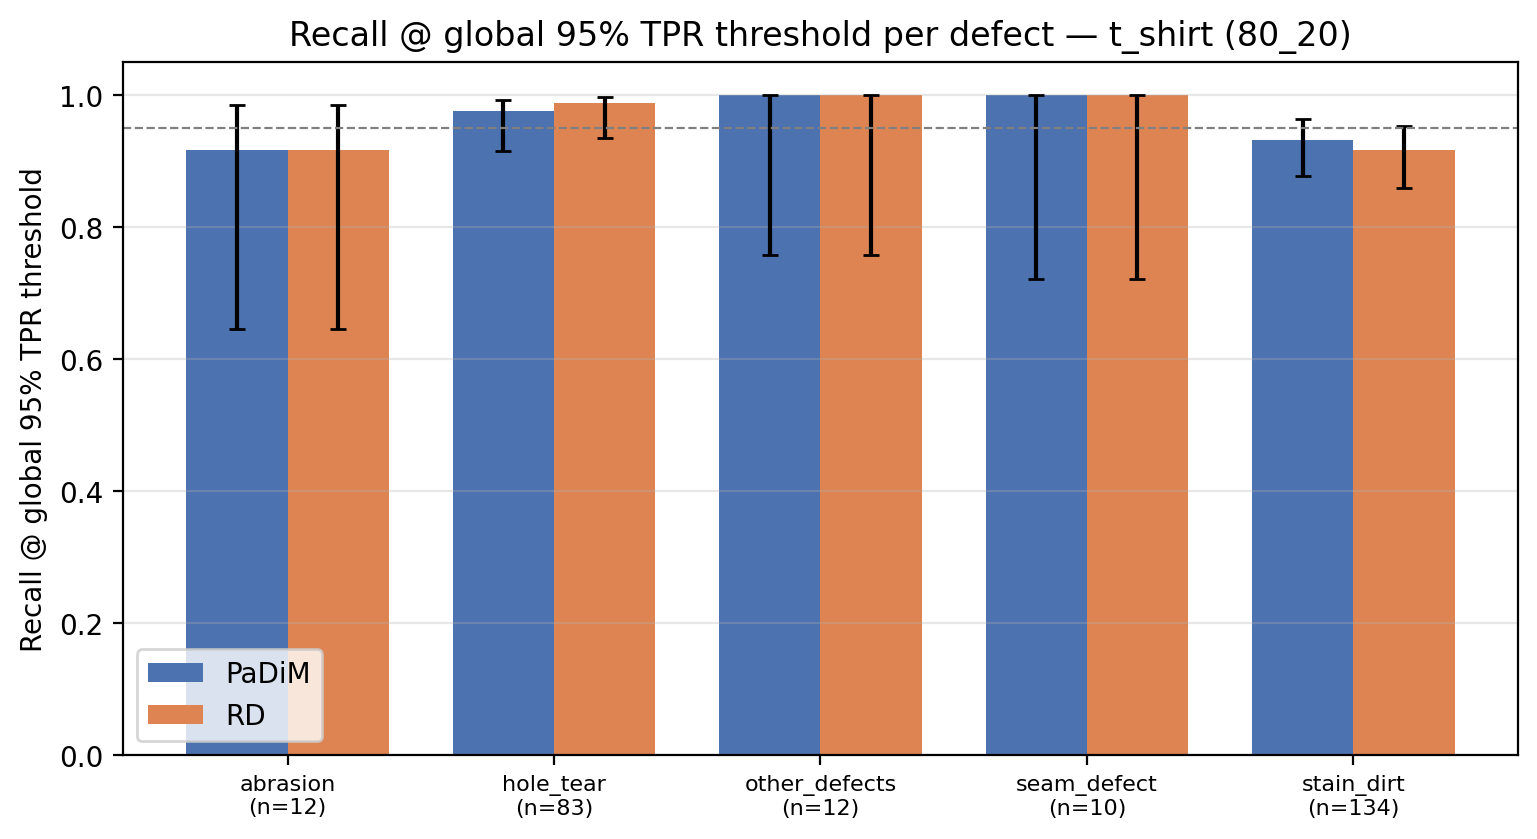 Recall @ global 95% TPR threshold per defect — t_shirt (80_20)
Recall @ global 95% TPR threshold
1.0
0.8
0.6
0.4
0.2
0.0
PaDiM
RD
abrasion
(n=12)
hole_tear
(n=83)
other_defects
(n=12)
seam_defect
(n=10)
stain_dirt
(n=134)